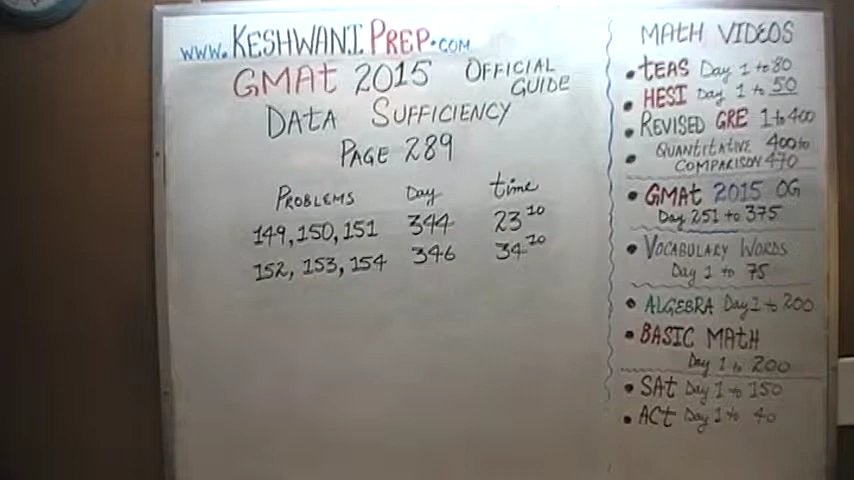 www.KESHWANIPREP.com
GMAt 2015 OFFICIAL GUIDE
DATA SUFFICIENCY
PAGE 289
PROBLEMS Day time
149, 150, 151 344 23 10
152, 153, 154 346 34 20
MATH VIDEOS
• tEAS Day 1 to 80
• HESI Day 1 to 50
• REVISED GRE 1 to 400
• QUANtItAtIVE 400 to
COMPARISON 470
• GMAt 2015 OG
Day 251 to 375
• VOCABULARY WORDS
Day 1 to 75
• ALGEBRA Day 1 to 200
• BASIC MAtH
Day 1 to 200
• SAt Day 1 to 150
• ACt Day 1 to 40